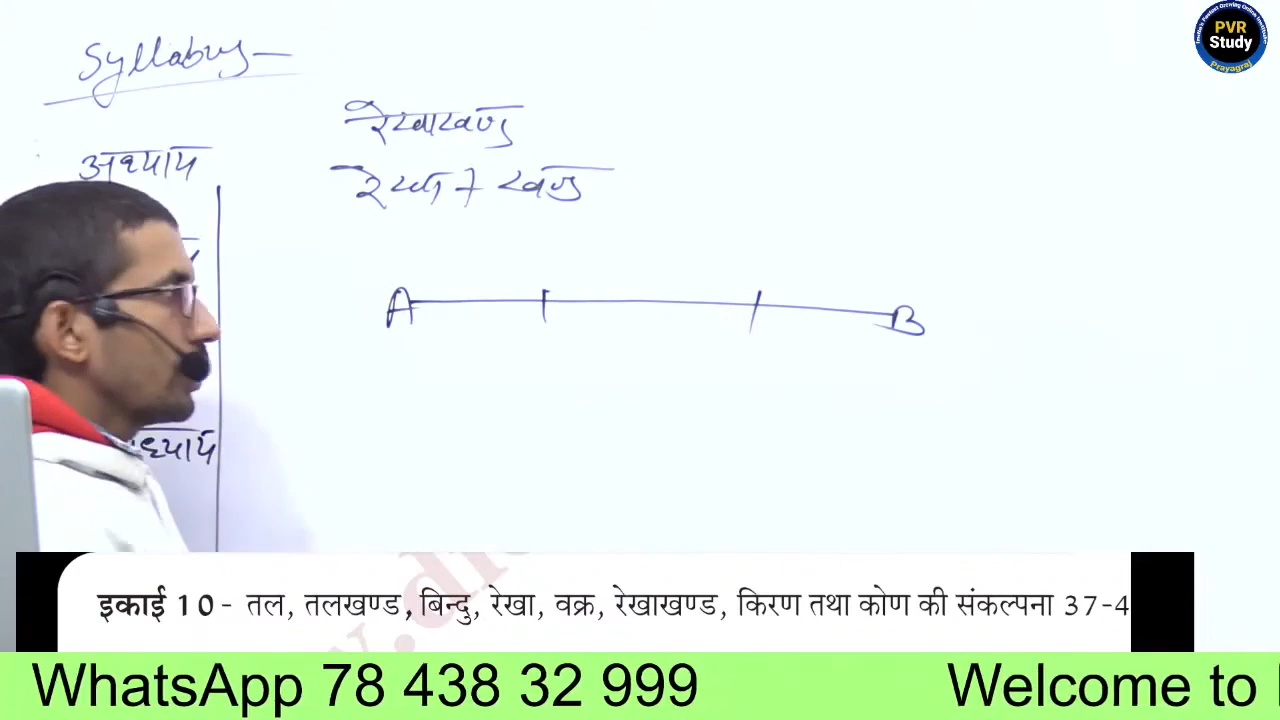 Syllabus —
PVR
Study
Prayagraj
रेखाखण्ड
अध्याय
रेखा + खण्ड
A B
ध्याय
इकाई 10 - तल, तलखण्ड, बिन्दु, रेखा, वक्र, रेखाखण्ड, किरण तथा कोण की संकल्पना 37-4
WhatsApp 78 438 32 999 Welcome to